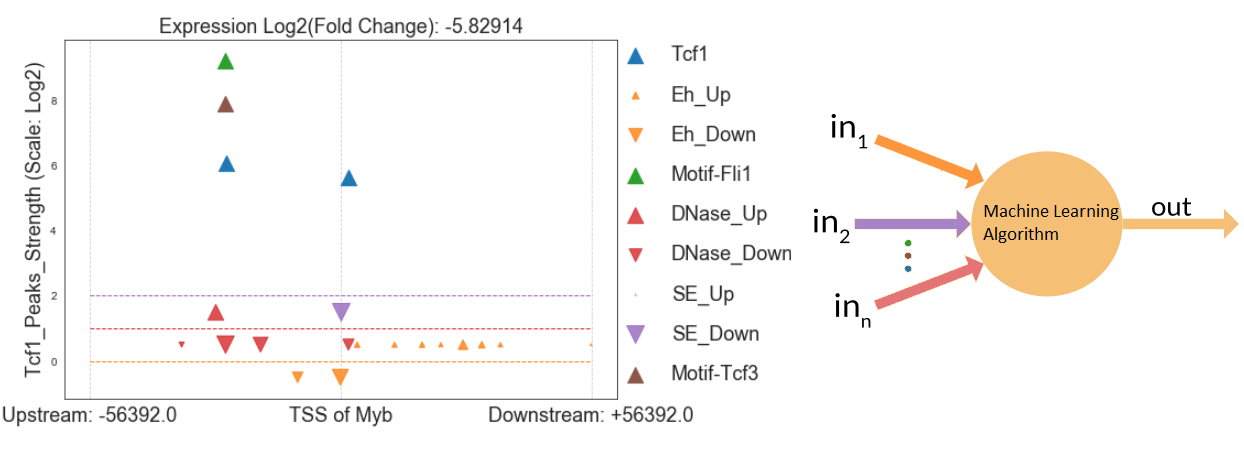 Expression Log2(Fold Change): -5.82914
Tcf1_Peaks_Strength (Scale: Log2)
8
6
4
2
0
Upstream: -56392.0
TSS of Myb
Downstream: +56392.0
Tcf1
Eh_Up
Eh_Down
Motif-Fli1
DNase_Up
DNase_Down
SE_Up
SE_Down
Motif-Tcf3
in1
in2
inn
Machine Learning
Algorithm
out